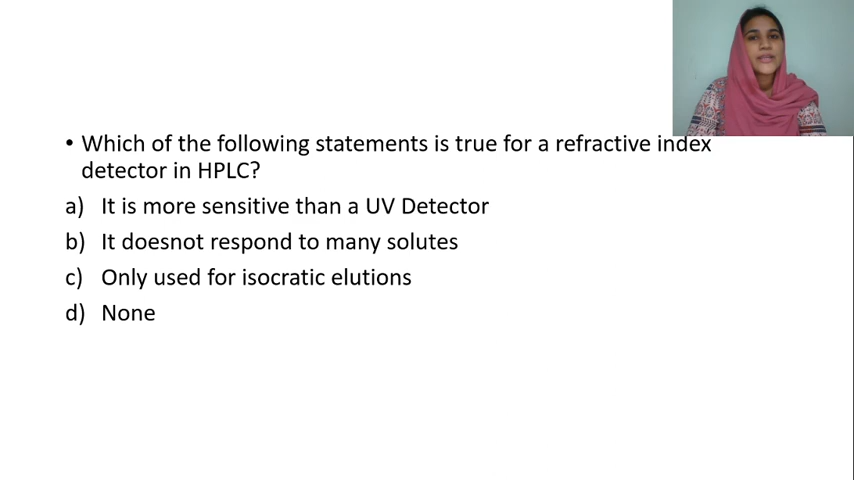 • Which of the following statements is true for a refractive index
detector in HPLC?
a) It is more sensitive than a UV Detector
b) It doesnot respond to many solutes
c) Only used for isocratic elutions
d) None